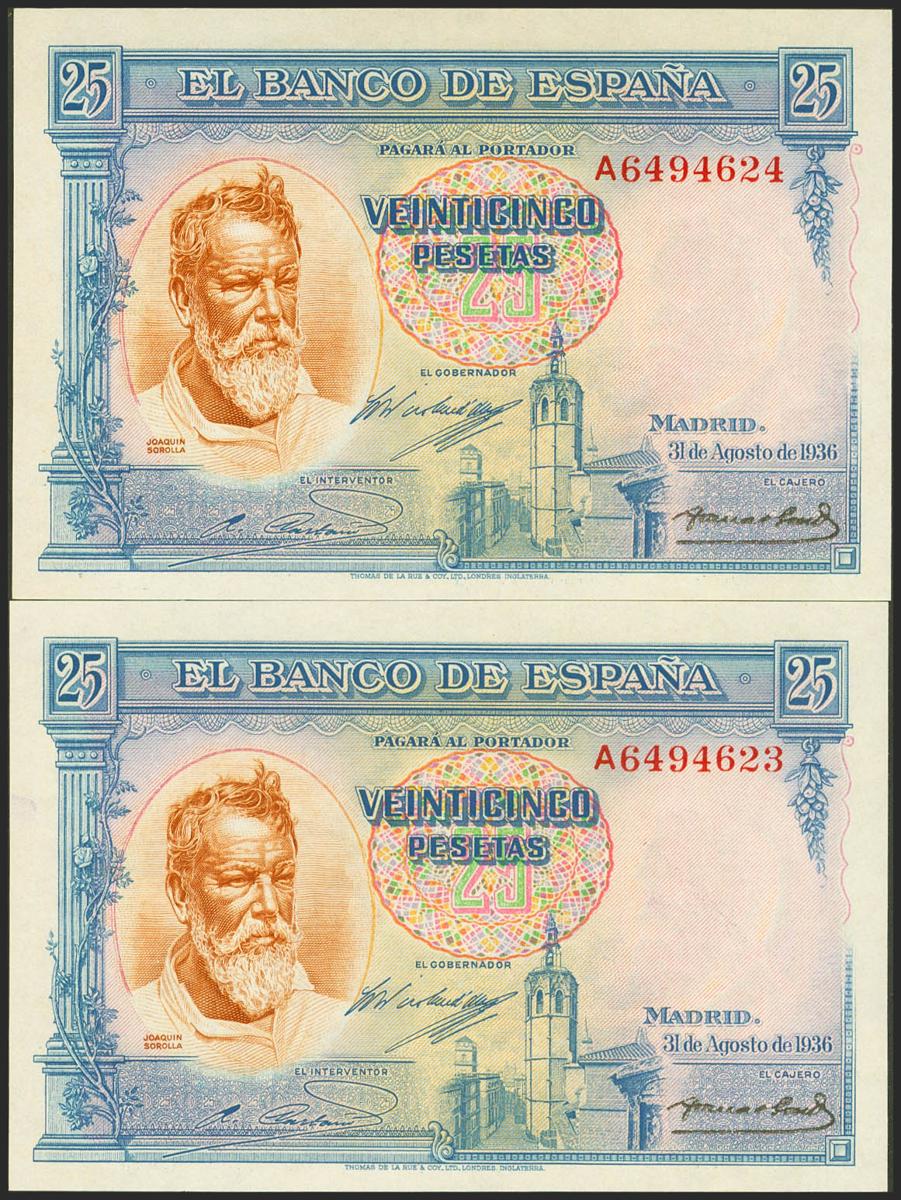 25 EL BANCO DE ESPAÑA 25
PAGARÁ AL PORTADOR
A6494624
VEINTICINCO
PESETAS
25
EL GOBERNADOR
MADRID.
31 de Agosto de 1936
JOAQUIN
SOROLLA
EL INTERVENTOR
EL CAJERO
THOMAS DE LA RUE & COY, LTD., LONDRES. INGLATERRA.
25 EL BANCO DE ESPAÑA 25
PAGARÁ AL PORTADOR
A6494623
VEINTICINCO
PESETAS
25
EL GOBERNADOR
MADRID.
31 de Agosto de 1936
JOAQUIN
SOROLLA
EL INTERVENTOR
EL CAJERO
THOMAS DE LA RUE & COY, LTD., LONDRES. INGLATERRA.